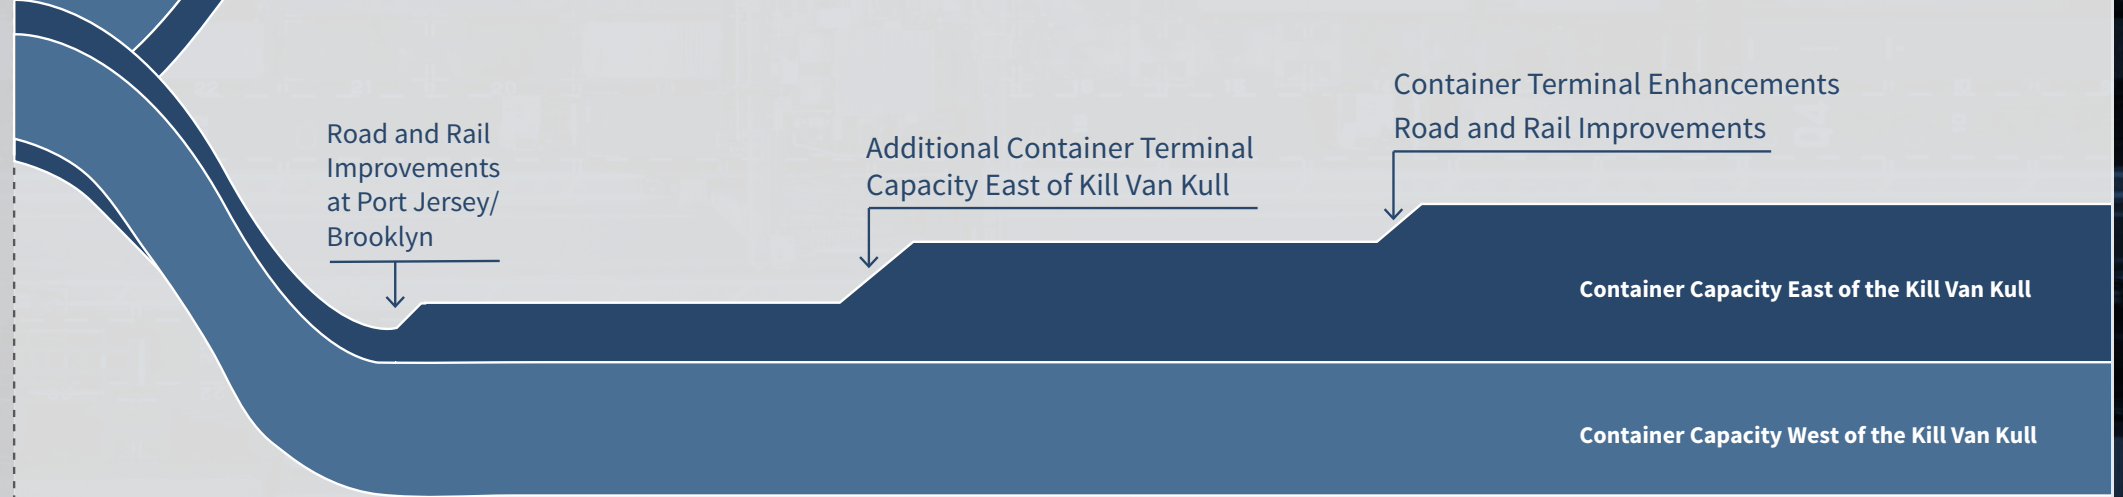 Road and Rail
Improvements
at Port Jersey/
Brooklyn
Additional Container Terminal
Capacity East of Kill Van Kull
Container Terminal Enhancements
Road and Rail Improvements
Container Capacity East of the Kill Van Kull
Container Capacity West of the Kill Van Kull